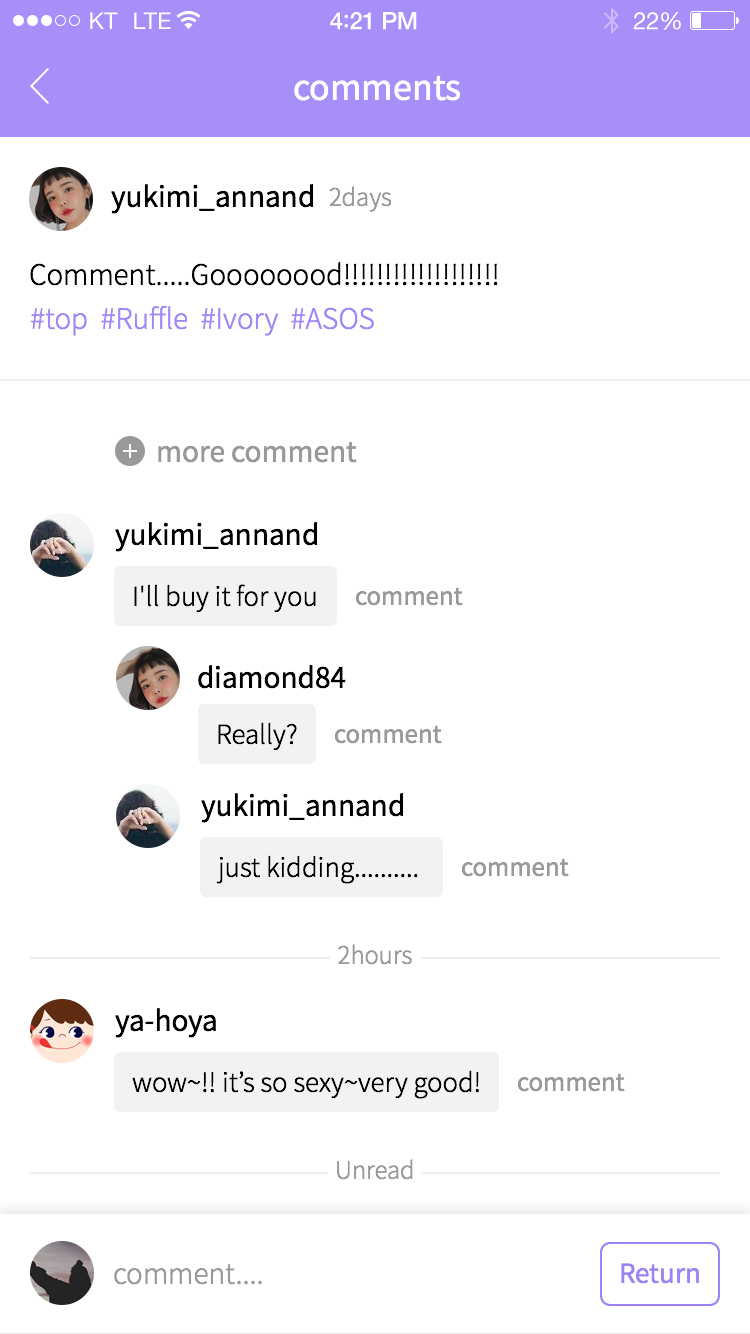 KT LTE 4:21 PM 22%
comments
yukimi_annand 2days
Comment.....Goooooood!!!!!!!!!!!!!!!!!!!
#top #Ruffle #Ivory #ASOS
more comment
yukimi_annand
I'll buy it for you comment
diamond84
Really? comment
yukimi_annand
just kidding.......... comment
2hours
ya-hoya
wow~!! it’s so sexy~very good! comment
Unread
comment.... Return